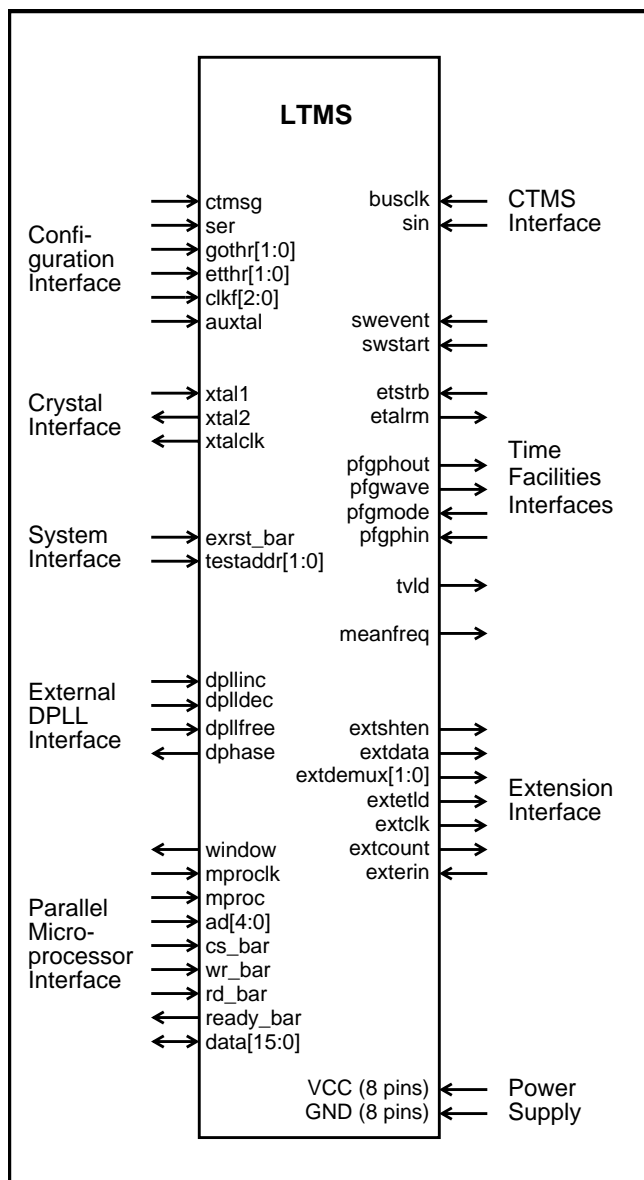 LTMS
Confi-
guration
Interface
ctmsg
ser
gothr[1:0]
etthr[1:0]
clkf[2:0]
auxtal
Crystal
Interface
xtal1
xtal2
xtalclk
System
Interface
exrst_bar
testaddr[1:0]
External
DPLL
Interface
dpllinc
dplldec
dpllfree
dphase
Parallel
Micro-
processor
Interface
window
mproclk
mproc
ad[4:0]
cs_bar
wr_bar
rd_bar
ready_bar
data[15:0]
busclk
sin
CTMS
Interface
swevent
swstart
etstrb
etalrm
pfgphout
pfgwave
pfgmode
pfgphin
tvld
meanfreq
Time
Facilities
Interfaces
extshten
extdata
extdemux[1:0]
extetld
extclk
extcount
exterin
Extension
Interface
VCC (8 pins)
GND (8 pins)
Power
Supply